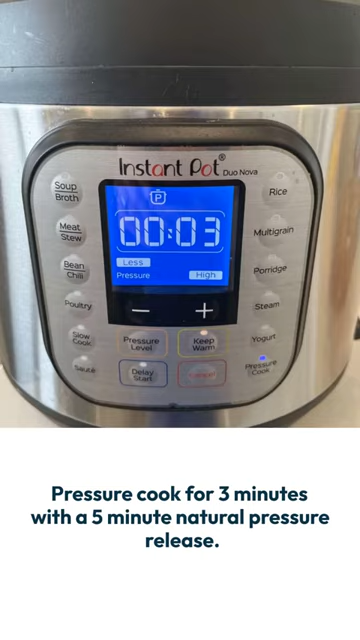 Instant Pot® Duo Nova
Soup
Broth
Rice
P
Meat
Stew
00:03
Multigrain
Less
Bean
Chili
Pressure High
Porridge
Poultry
− +
Steam
Slow
Cook
Pressure
Level
Keep
Warm
Yogurt
Sauté
Delay
Start
Cancel
Pressure
Cook
Pressure cook for 3 minutes
with a 5 minute natural pressure
release.